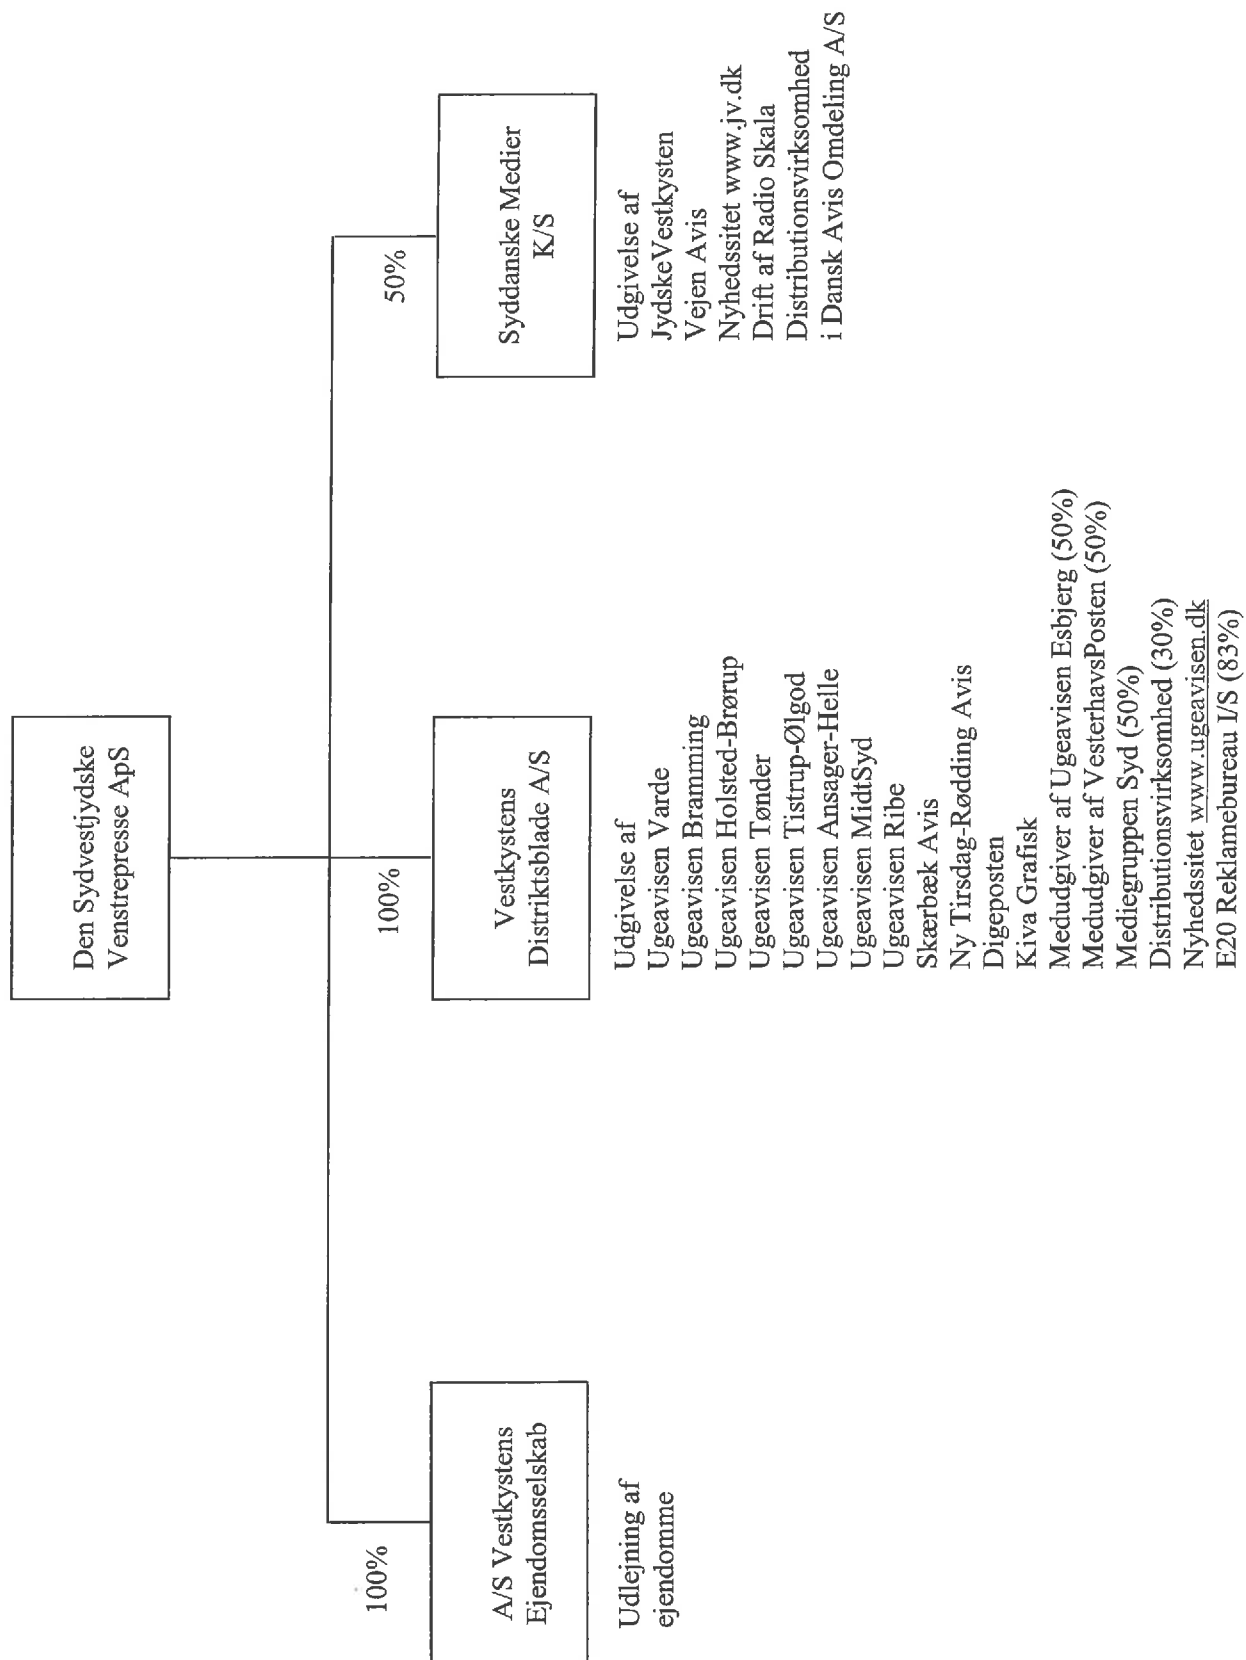 Den Sydvestjydske
Venstrepresse ApS
100%
A/S Vestkystens
Ejendomsselskab
Udlejning af
ejendomme
100%
Vestkystens
Distriktsblade A/S
Udgivelse af
Ugeavisen Varde
Ugeavisen Bramming
Ugeavisen Holsted-Brørup
Ugeavisen Tønder
Ugeavisen Tistrup-Ølgod
Ugeavisen Ansager-Helle
Ugeavisen MidtSyd
Ugeavisen Ribe
Skærbæk Avis
Ny Tirsdag-Rødding Avis
Digeposten
Kiva Grafisk
Medudgiver af Ugeavisen Esbjerg (50%)
Medudgiver af VesterhavsPosten (50%)
Mediegruppen Syd (50%)
Distributionsvirksomhed (30%)
Nyhedssitet www.ugeavisen.dk
E20 Reklamebureau I/S (83%)
50%
Syddanske Medier
K/S
Udgivelse af
JydskeVestkysten
Vejen Avis
Nyhedssitet www.jv.dk
Drift af Radio Skala
Distributionsvirksomhed
i Dansk Avis Omdeling A/S